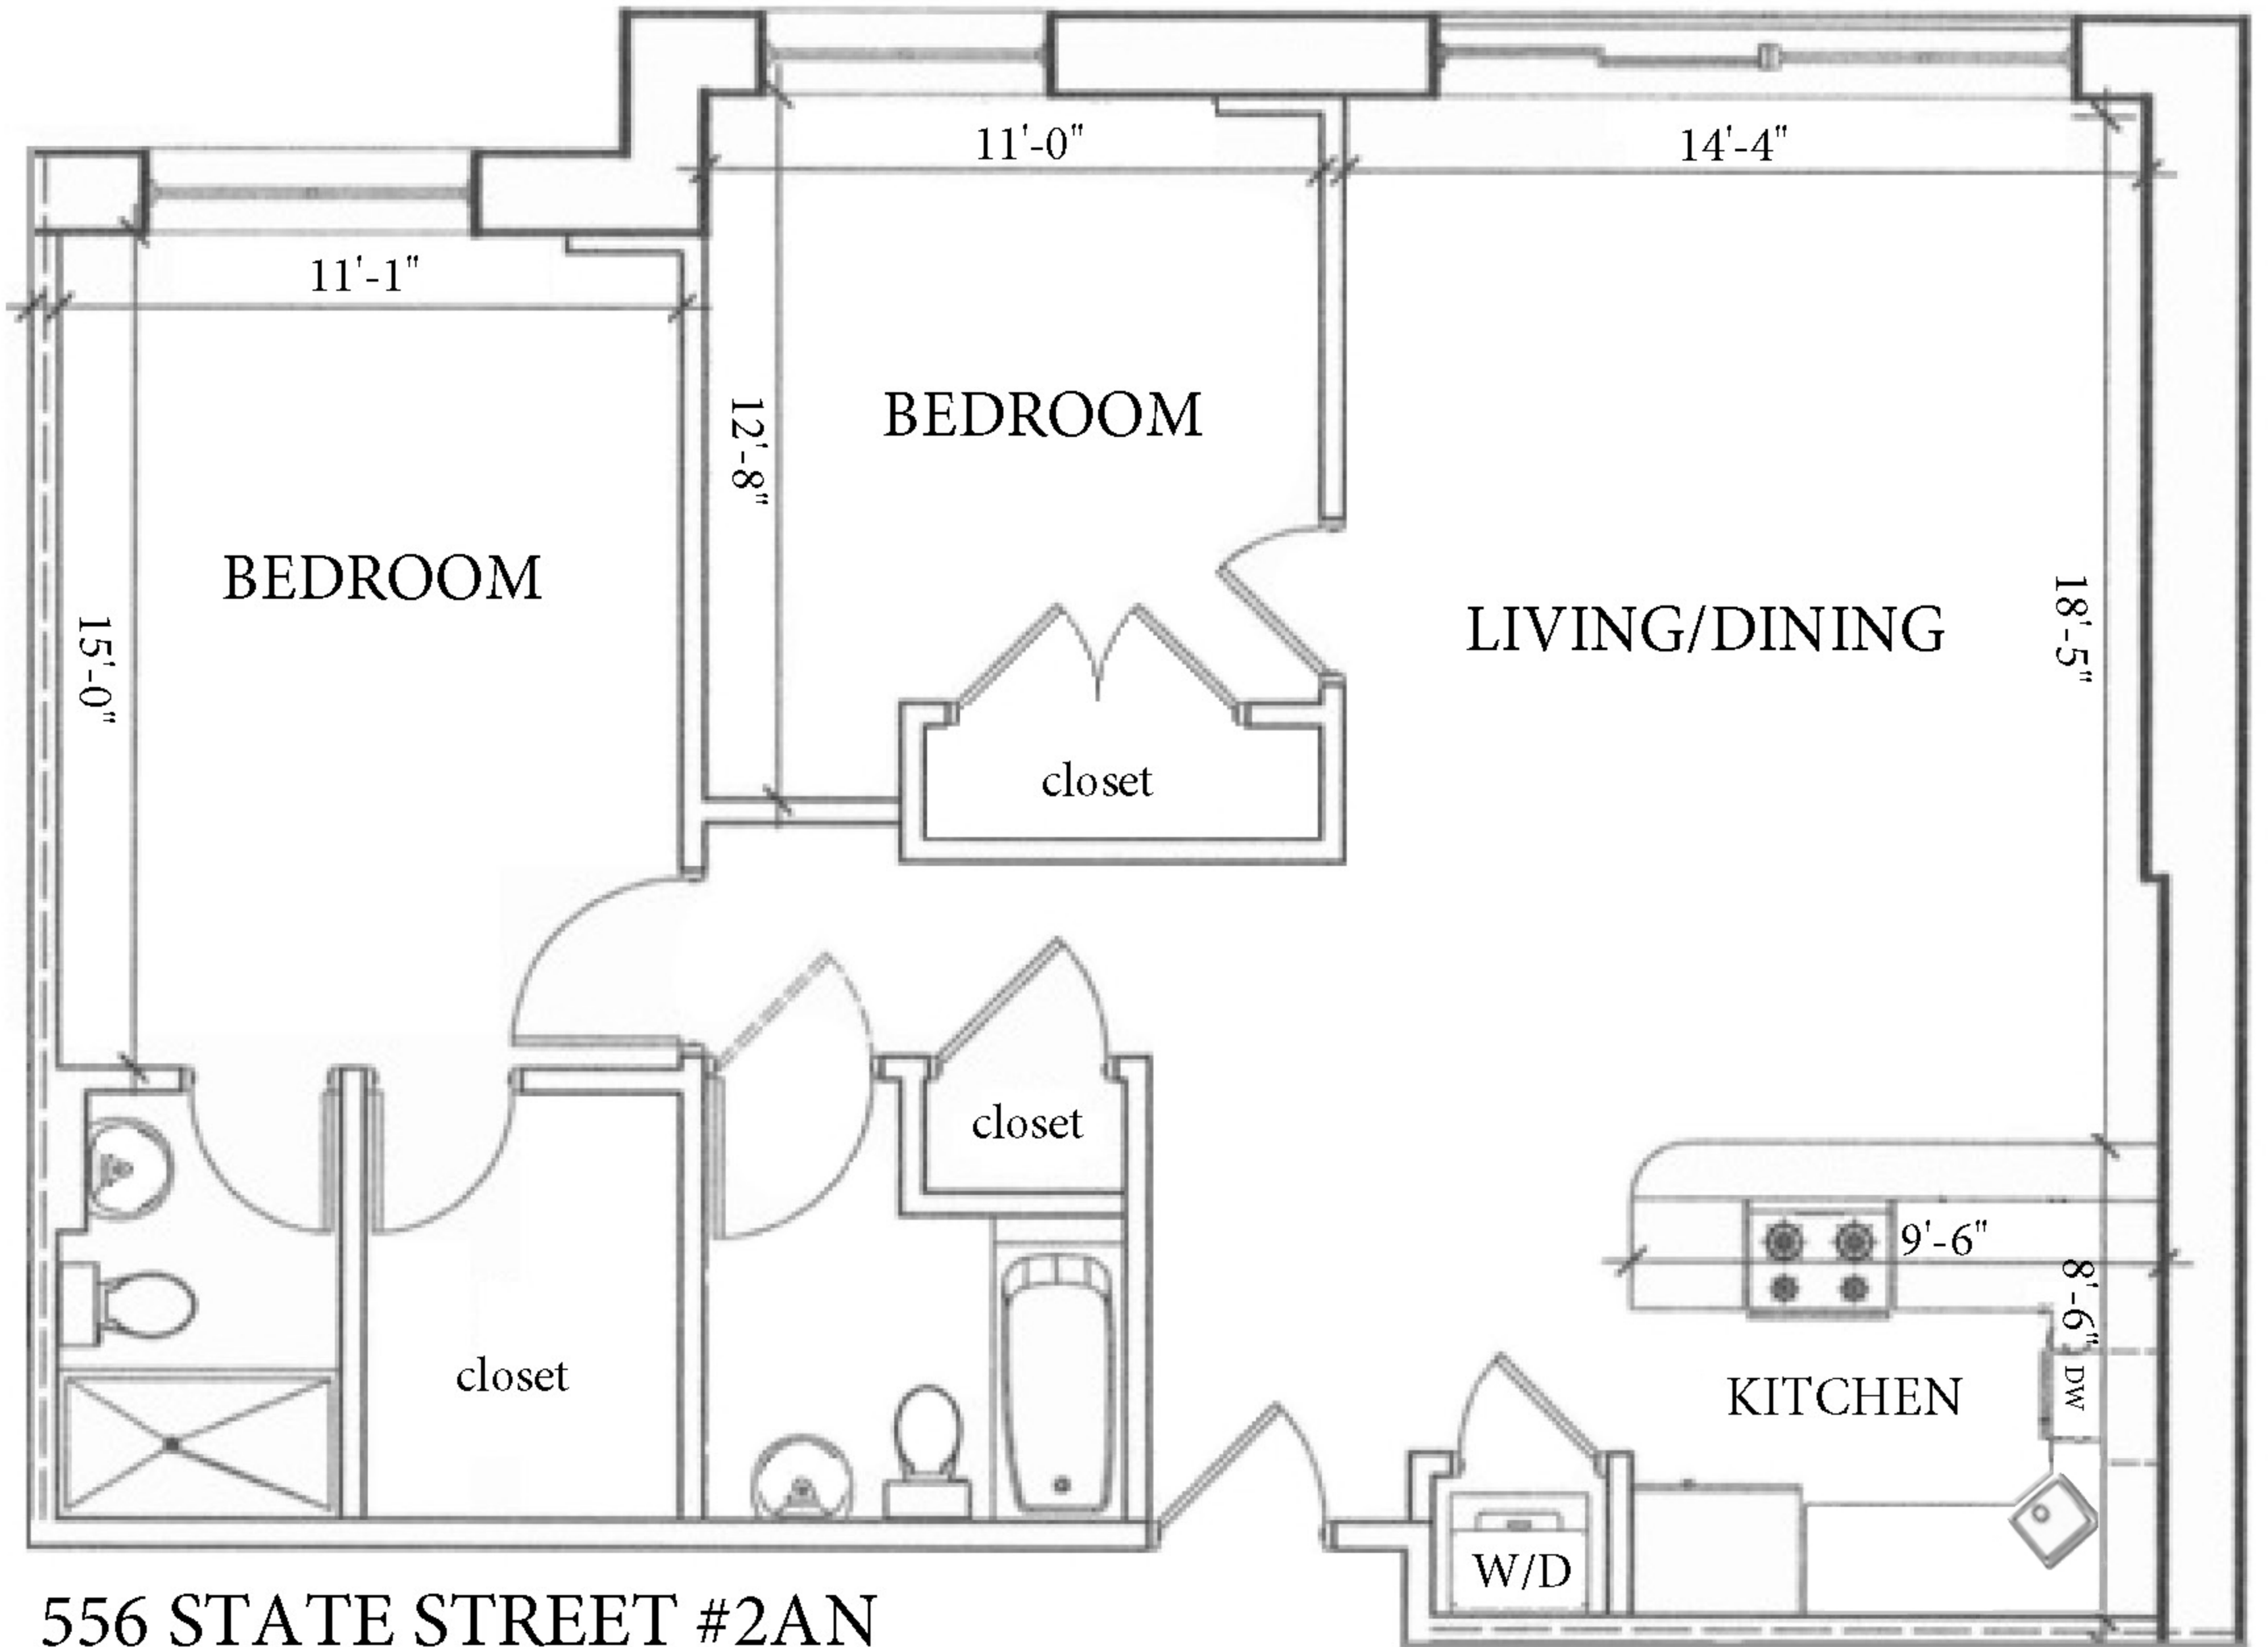 11'-0"
14'-4"
11'-1"
BEDROOM
12'-8"
BEDROOM
15'-0"
LIVING/DINING
18'-5"
closet
closet
9'-6"
8'-6"
closet
KITCHEN
DW
W/D
556 STATE STREET #2AN